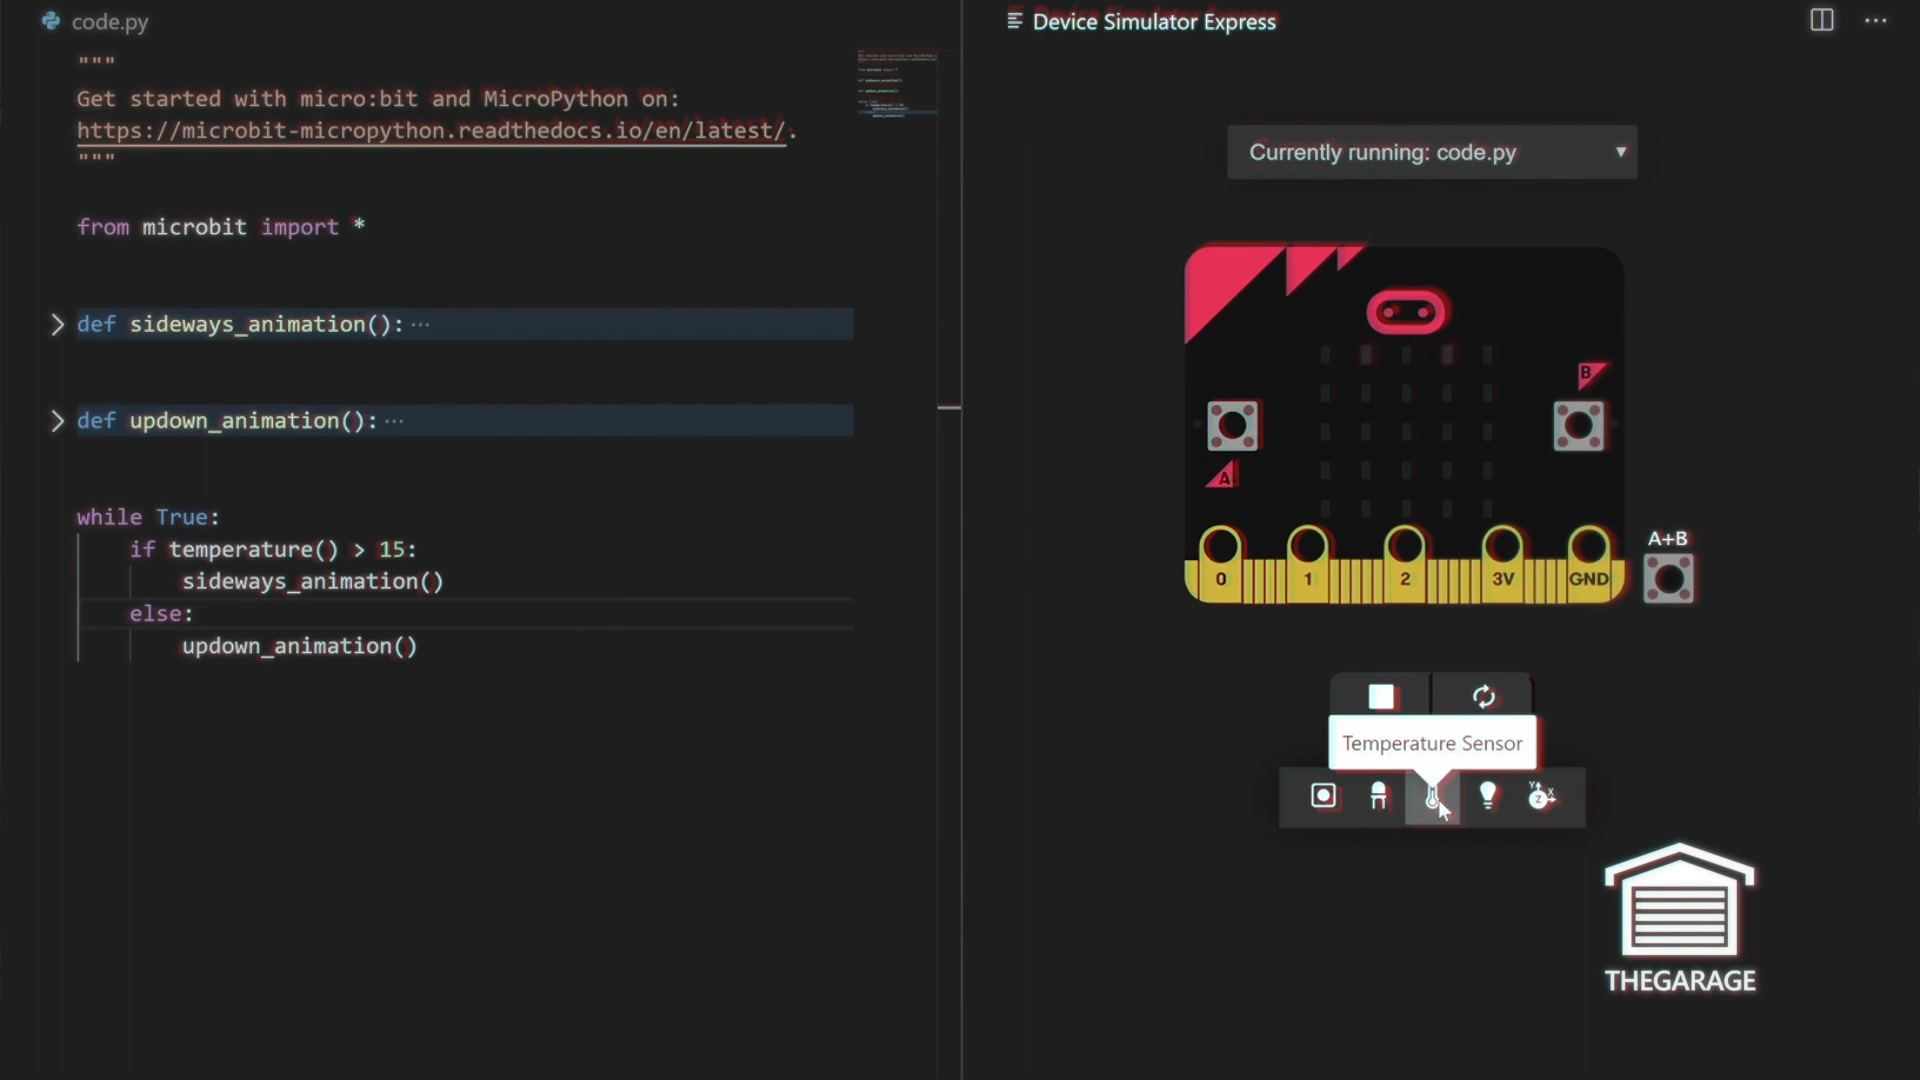 code.py
"""
Get started with micro:bit and MicroPython on:
https://microbit-micropython.readthedocs.io/en/latest/.
"""
from microbit import *
def sideways_animation():···
def updown_animation():···
while True:
if temperature() > 15:
sideways_animation()
else:
updown_animation()
Device Simulator Express
Currently running: code.py
B
A
0 1 2 3V GND
A+B
Temperature Sensor
Y X Z
THEGARAGE